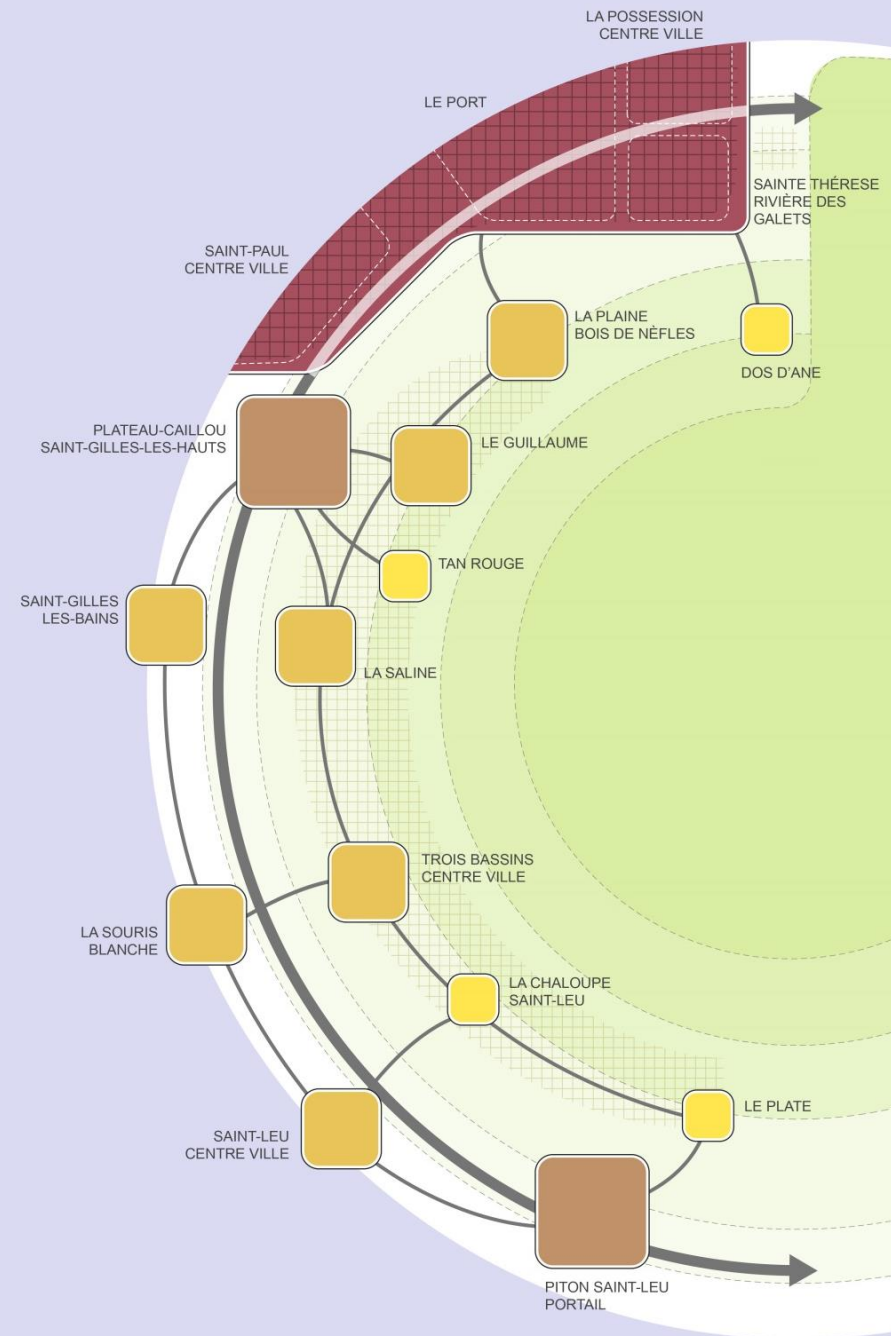 LA POSSESSION
CENTRE VILLE
LE PORT
SAINTE THÉRESE
RIVIÈRE DES
GALETS
SAINT-PAUL
CENTRE VILLE
LA PLAINE
BOIS DE NÈFLES
DOS D'ANE
PLATEAU-CAILLOU
SAINT-GILLES-LES-HAUTS
LE GUILLAUME
TAN ROUGE
SAINT-GILLES
LES-BAINS
LA SALINE
TROIS BASSINS
CENTRE VILLE
LA SOURIS
BLANCHE
LA CHALOUPE
SAINT-LEU
LE PLATE
SAINT-LEU
CENTRE VILLE
PITON SAINT-LEU
PORTAIL